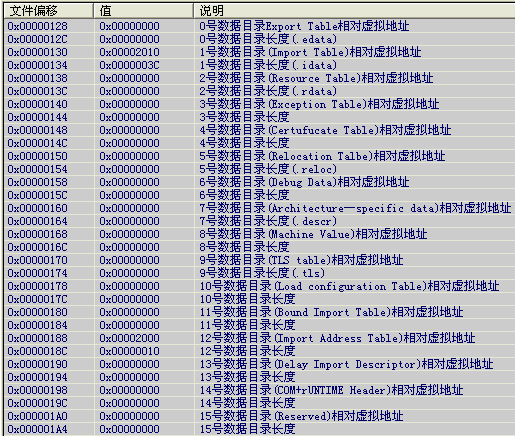 文件偏移 值 说明
0x00000128 0x00000000 0号数据目录Export Table相对虚拟地址
0x0000012C 0x00000000 0号数据目录长度(.edata)
0x00000130 0x00002010 1号数据目录(Import Table)相对虚拟地址
0x00000134 0x0000003C 1号数据目录长度(.idata)
0x00000138 0x00000000 2号数据目录(Resource Table)相对虚拟地址
0x0000013C 0x00000000 2号数据目录长度(.rdata)
0x00000140 0x00000000 3号数据目录(Exception Table)相对虚拟地址
0x00000144 0x00000000 3号数据目录长度
0x00000148 0x00000000 4号数据目录(Certufucate Table)相对虚拟地址
0x0000014C 0x00000000 4号数据目录长度
0x00000150 0x00000000 5号数据目录(Relocation Talbe)相对虚拟地址
0x00000154 0x00000000 5号数据目录长度(.reloc)
0x00000158 0x00000000 6号数据目录(Debug Data)相对虚拟地址
0x0000015C 0x00000000 6号数据目录长度
0x00000160 0x00000000 7号数据目录(Architecture—specific data)相对虚拟地址
0x00000164 0x00000000 7号数据目录长度(.descr)
0x00000168 0x00000000 8号数据目录(Machine Value)相对虚拟地址
0x0000016C 0x00000000 8号数据目录长度
0x00000170 0x00000000 9号数据目录(TLS table)相对虚拟地址
0x00000174 0x00000000 9号数据目录长度(.tls)
0x00000178 0x00000000 10号数据目录(Load configuration Table)相对虚拟地址
0x0000017C 0x00000000 10号数据目录长度
0x00000180 0x00000000 11号数据目录(Bound Import Table)相对虚拟地址
0x00000184 0x00000000 11号数据目录长度
0x00000188 0x00002000 12号数据目录(Import Address Table)相对虚拟地址
0x0000018C 0x00000010 12号数据目录长度
0x00000190 0x00000000 13号数据目录(Delay Import Descriptor)相对虚拟地址
0x00000194 0x00000000 13号数据目录长度
0x00000198 0x00000000 14号数据目录(COM+rUNTIME Header)相对虚拟地址
0x0000019C 0x00000000 14号数据目录长度
0x000001A0 0x00000000 15号数据目录(Reserved)相对虚拟地址
0x000001A4 0x00000000 15号数据目录长度